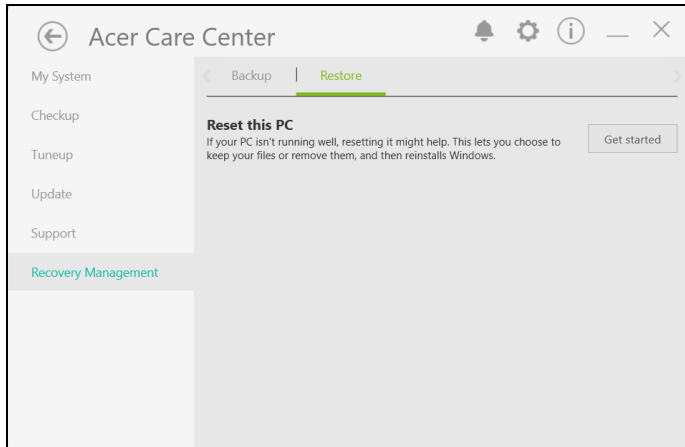 Acer Care Center
My System
Backup | Restore
Checkup
Reset this PC
If your PC isn't running well, resetting it might help. This lets you choose to
keep your files or remove them, and then reinstalls Windows.
Get started
Tuneup
Update
Support
Recovery Management